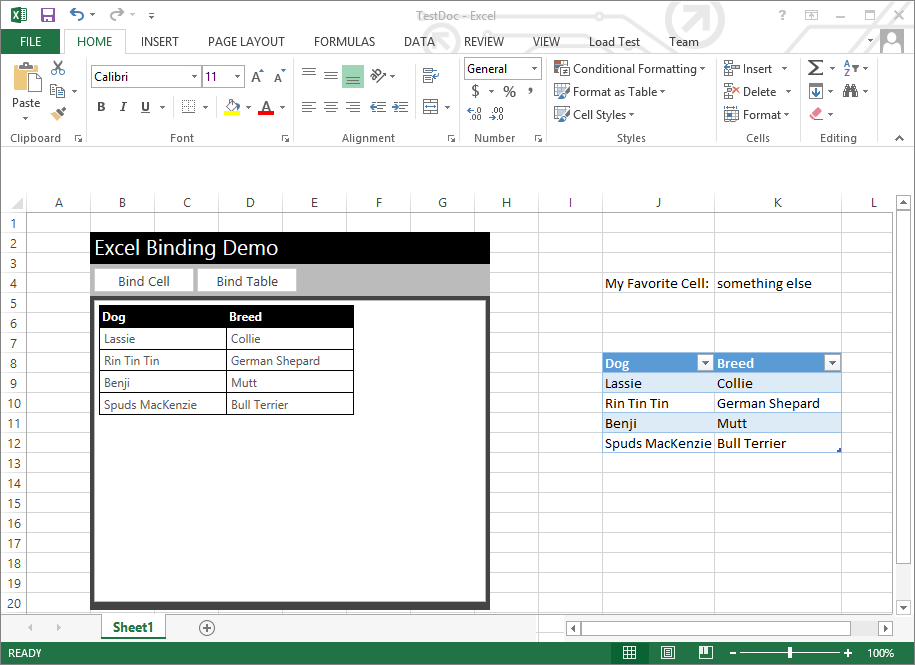 TestDoc - Excel
FILE HOME INSERT PAGE LAYOUT FORMULAS DATA REVIEW VIEW Load Test Team
Calibri 11 General Conditional Formatting Insert
Paste $ % , Format as Table Delete
B I U A .00 .00 Cell Styles Format
Clipboard Font Alignment Number Styles Cells Editing
A B C D E F G H I J K L
1
2 Excel Binding Demo
3
4 Bind Cell Bind Table My Favorite Cell: something else
5
6 Dog Breed
7 Lassie Collie
8 Rin Tin Tin German Shepard Dog Breed
9 Benji Mutt Lassie Collie
10 Spuds MacKenzie Bull Terrier Rin Tin Tin German Shepard
11 Benji Mutt
12 Spuds MacKenzie Bull Terrier
13
14
15
16
17
18
19
20
Sheet1
READY 100%